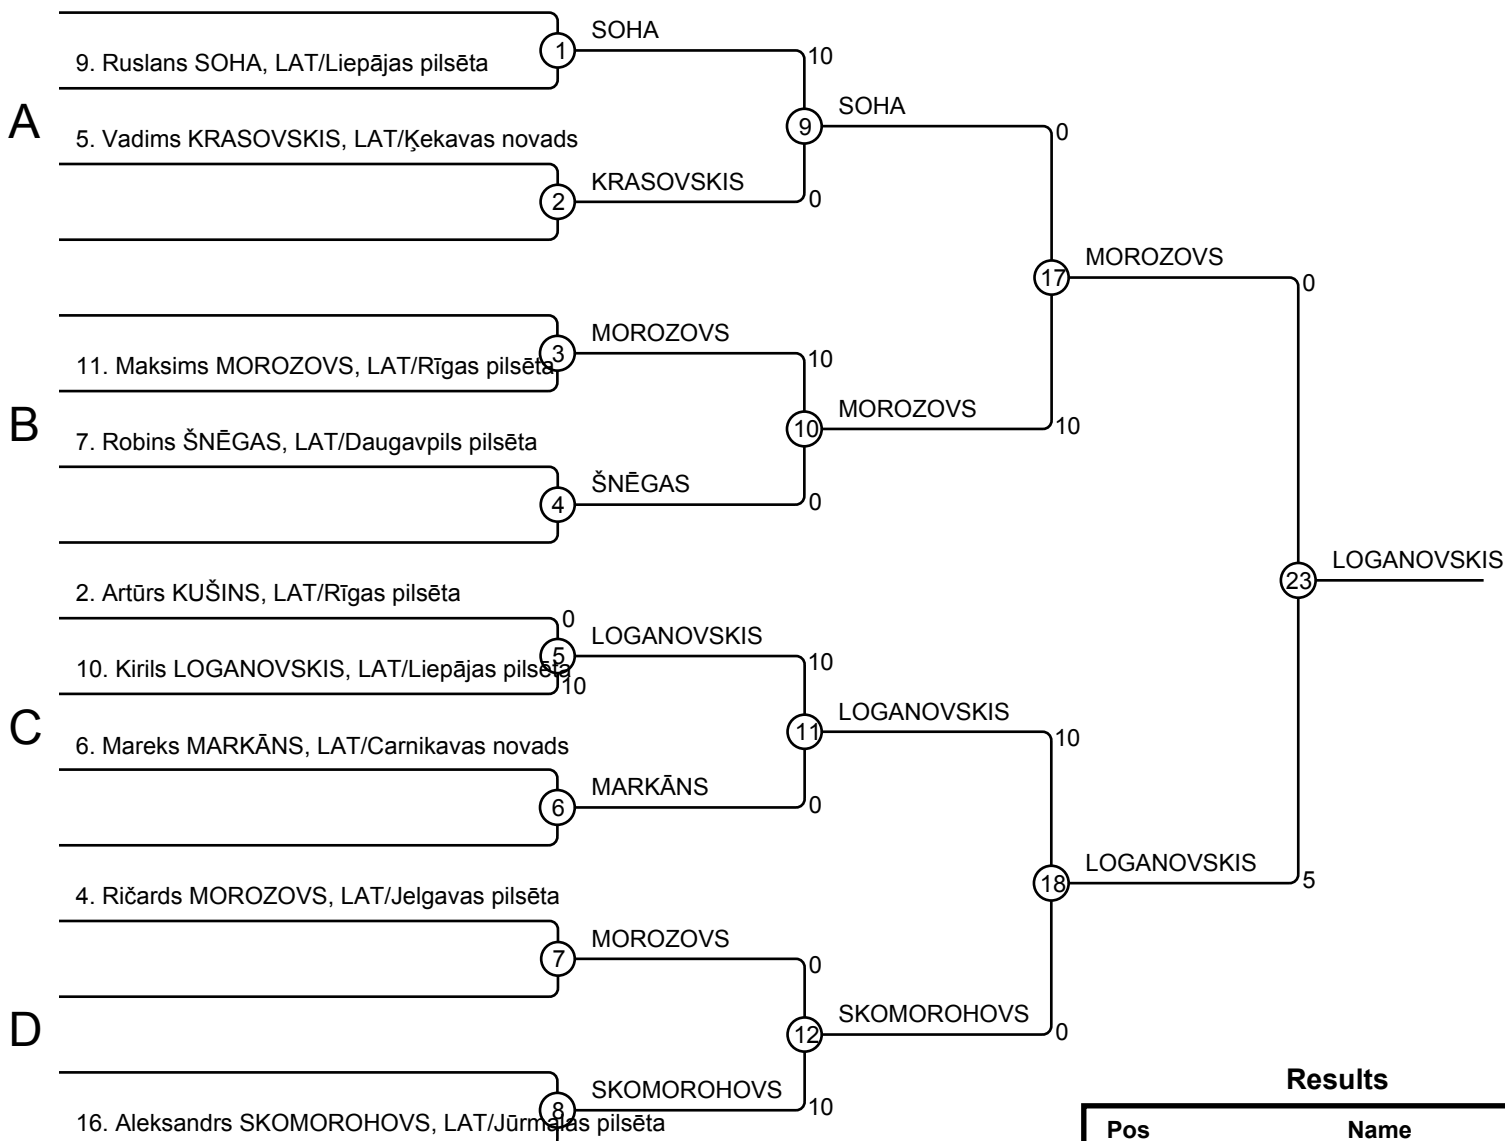 SOHA
1
10
9. Ruslans SOHA, LAT/Liepājas pilsēta
A
SOHA
9
0
5. Vadims KRASOVSKIS, LAT/Ķekavas novads
KRASOVSKIS
2
0
MOROZOVS
17
0
MOROZOVS
3
10
11. Maksims MOROZOVS, LAT/Rīgas pilsēta
B
MOROZOVS
10
10
7. Robins ŠNĒGAS, LAT/Daugavpils pilsēta
ŠNĒGAS
4
0
LOGANOVSKIS
23
2. Artūrs KUŠINS, LAT/Rīgas pilsēta
0
LOGANOVSKIS
5
10
10. Kirils LOGANOVSKIS, LAT/Liepājas pilsēta
10
C
LOGANOVSKIS
11
10
6. Mareks MARKĀNS, LAT/Carnikavas novads
MARKĀNS
6
0
LOGANOVSKIS
18
5
4. Ričards MOROZOVS, LAT/Jelgavas pilsēta
MOROZOVS
7
0
D
SKOMOROHOVS
12
0
SKOMOROHOVS
8
10
16. Aleksandrs SKOMOROHOVS, LAT/Jūrmalas pilsēta
Results
Pos Name